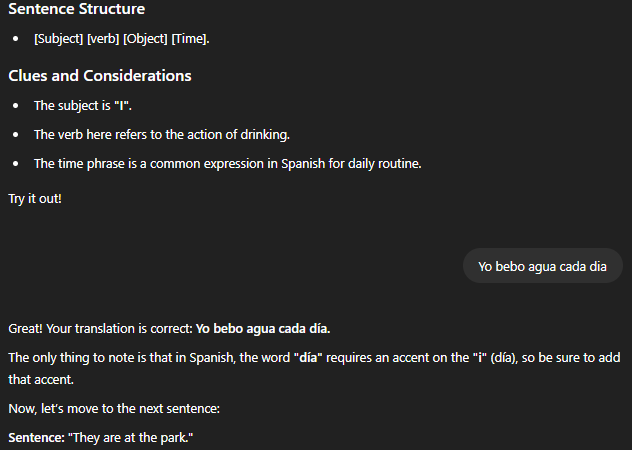 Sentence Structure
• [Subject] [verb] [Object] [Time].
Clues and Considerations
• The subject is "I".
• The verb here refers to the action of drinking.
• The time phrase is a common expression in Spanish for daily routine.
Try it out!
Yo bebo agua cada dia
Great! Your translation is correct: Yo bebo agua cada día.
The only thing to note is that in Spanish, the word "día" requires an accent on the "i" (día), so be sure to add
that accent.
Now, let's move to the next sentence:
Sentence: "They are at the park."